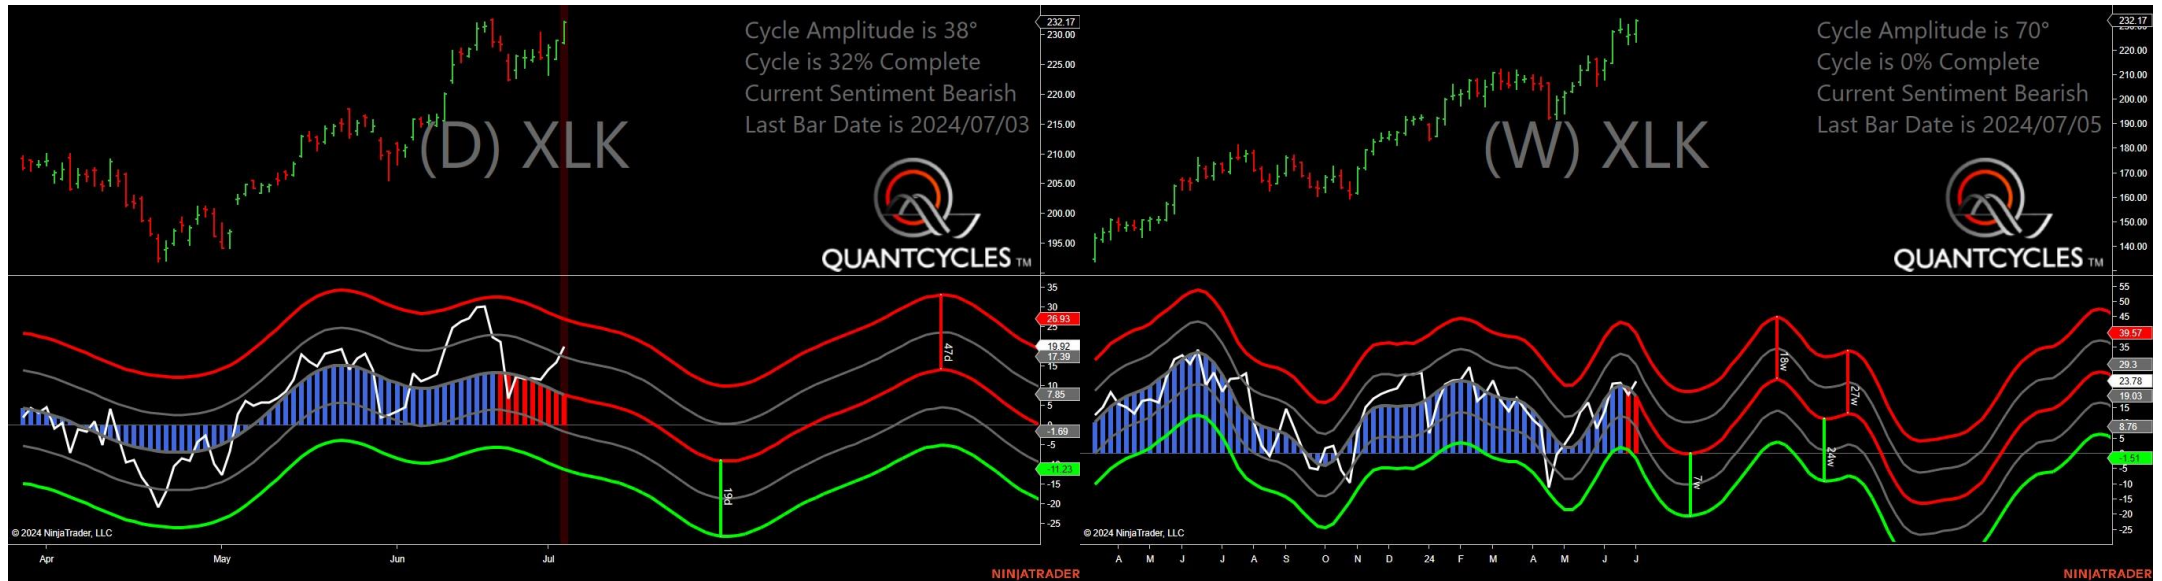 Cycle Amplitude is 38°
Cycle is 32% Complete
Current Sentiment Bearish
Last Bar Date is 2024/07/03
(D) XLK
QUANTCYCLES TM
232.17
230.00
225.00
220.00
215.00
210.00
205.00
200.00
195.00
35
30
26.93
25
19.92
17.39
15
10
7.85
5
0
-1.69
-5
-11.23
-15
-20
-25
47d
19d
© 2024 NinjaTrader, LLC
Apr May Jun Jul
NINJATRADER
Cycle Amplitude is 70°
Cycle is 0% Complete
Current Sentiment Bearish
Last Bar Date is 2024/07/05
(W) XLK
QUANTCYCLES TM
232.17
220.00
210.00
200.00
190.00
180.00
170.00
160.00
150.00
140.00
55
50
45
39.57
35
29.3
23.78
19.03
15
8.76
5
-1.51
-5
-10
-15
-20
-25
18w
27w
24w
7w
© 2024 NinjaTrader, LLC
A M J J A S O N D 24 F M A M J J
NINJATRADER